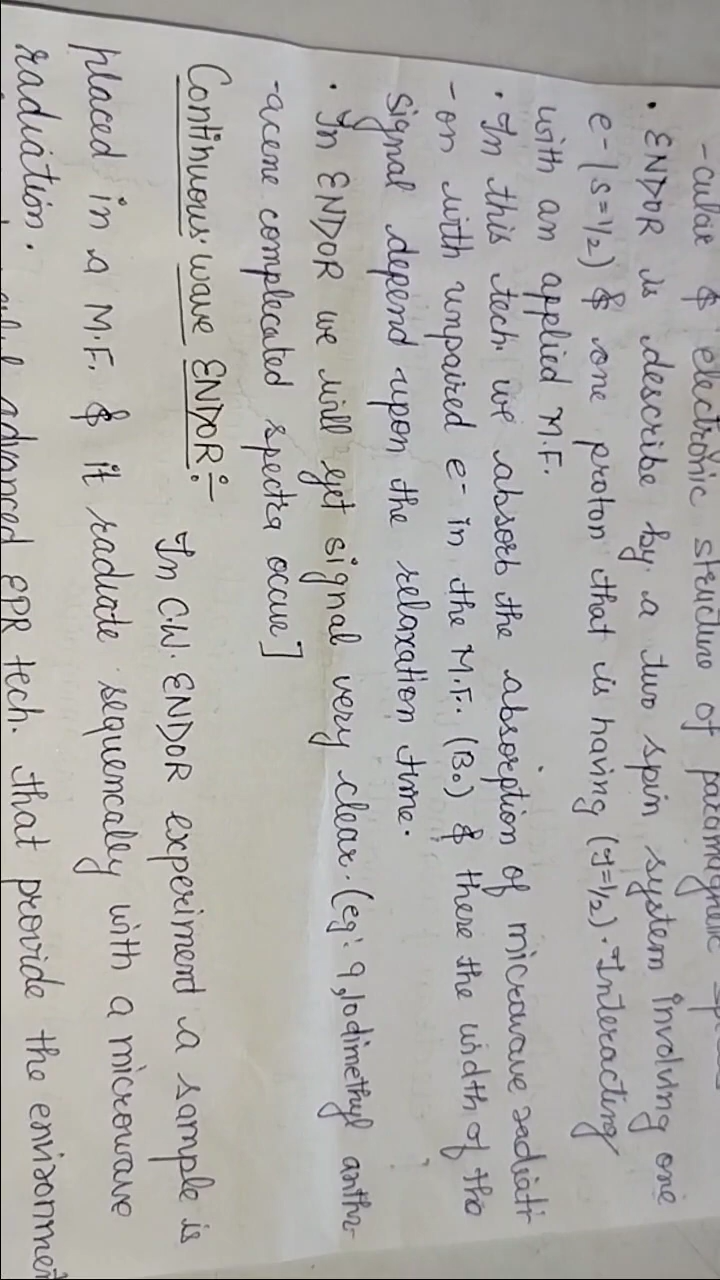 -cular & electronic structure of paramagnetic
• ENDOR is describe by a two spin system involving one
e- (s=1/2) & one proton that is having (I=1/2). Interacting
with an applied M.F.
• In this tech. we absorb the absorption of microwave radiati
-on with unpaired e- in the M.F. (B₀) & there the width of the
signal depend upon the relaxation time.
• In ENDOR we will get signal very clear. (eg: 9,10dimethyl anthr-
-acene complecated spectra occur]
Continuous wave ENDOR:- In C.W. ENDOR experiment a sample is
placed in a M.F. & it radiate sequencally with a microwave
radiation.
advanced EPR tech. that provide the environmen